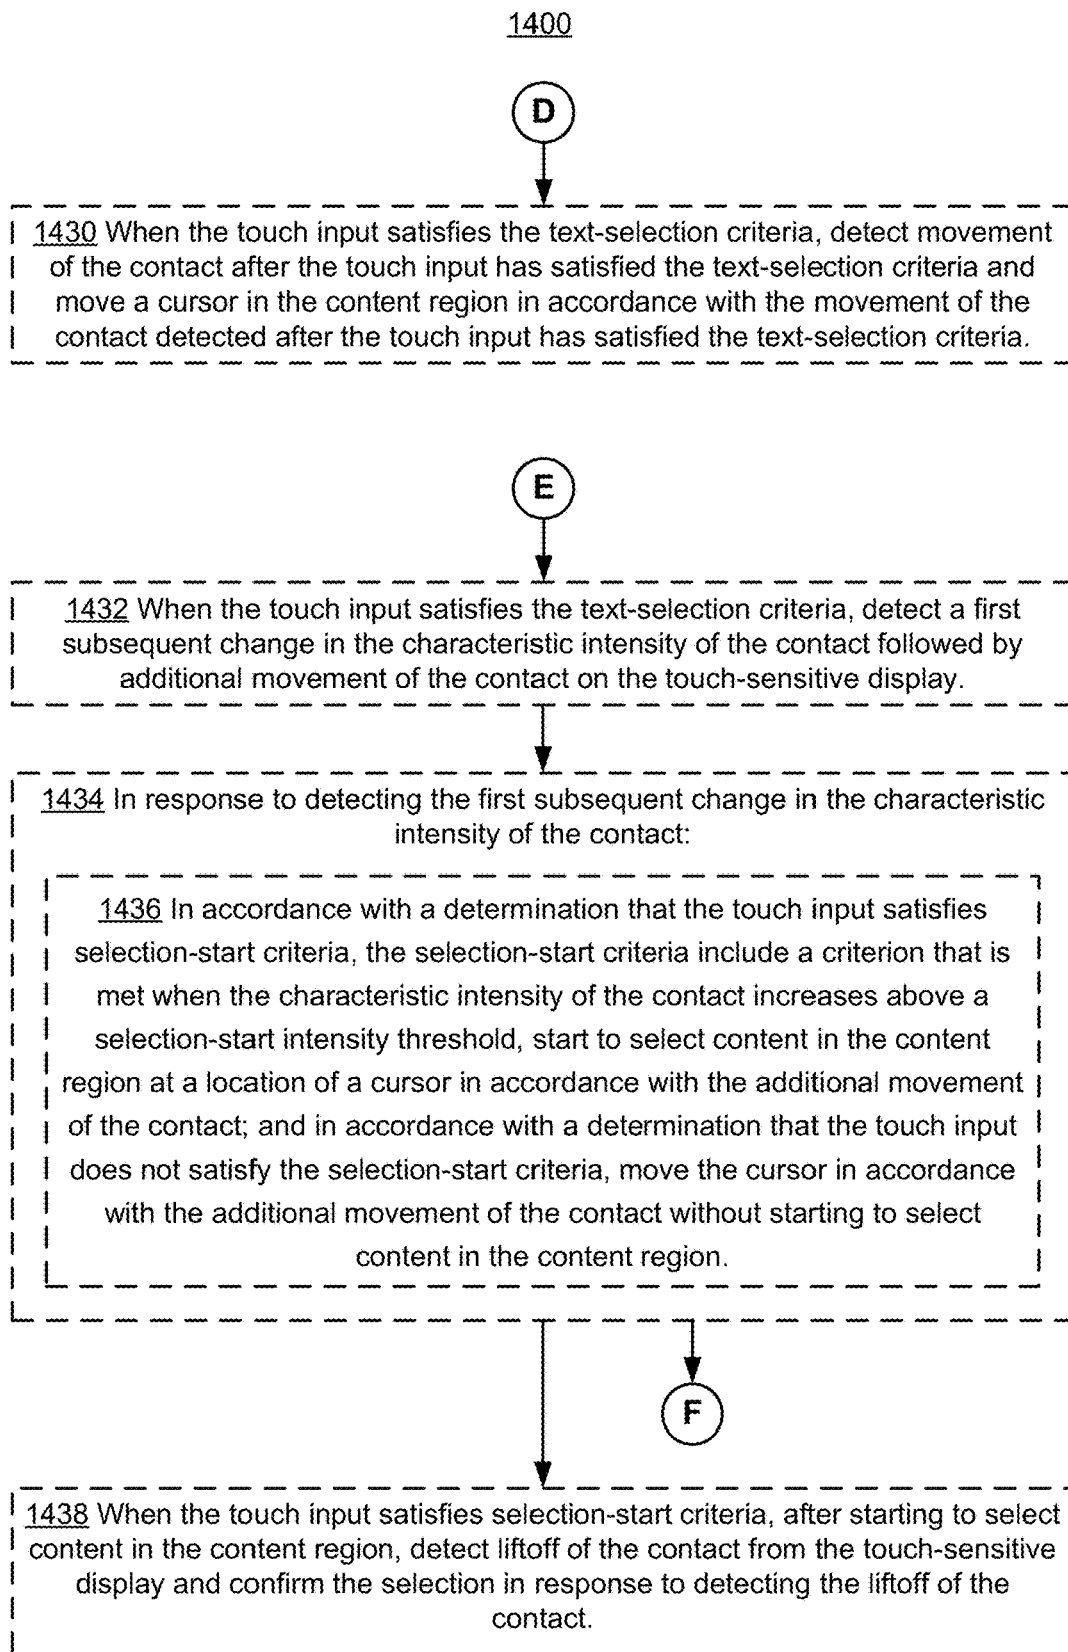 1400
D
1430 When the touch input satisfies the text-selection criteria, detect movement
of the contact after the touch input has satisfied the text-selection criteria and
move a cursor in the content region in accordance with the movement of the
contact detected after the touch input has satisfied the text-selection criteria.
E
1432 When the touch input satisfies the text-selection criteria, detect a first
subsequent change in the characteristic intensity of the contact followed by
additional movement of the contact on the touch-sensitive display.
1434 In response to detecting the first subsequent change in the characteristic
intensity of the contact:
1436 In accordance with a determination that the touch input satisfies
selection-start criteria, the selection-start criteria include a criterion that is
met when the characteristic intensity of the contact increases above a
selection-start intensity threshold, start to select content in the content
region at a location of a cursor in accordance with the additional movement
of the contact; and in accordance with a determination that the touch input
does not satisfy the selection-start criteria, move the cursor in accordance
with the additional movement of the contact without starting to select
content in the content region.
F
1438 When the touch input satisfies selection-start criteria, after starting to select
content in the content region, detect liftoff of the contact from the touch-sensitive
display and confirm the selection in response to detecting the liftoff of the
contact.